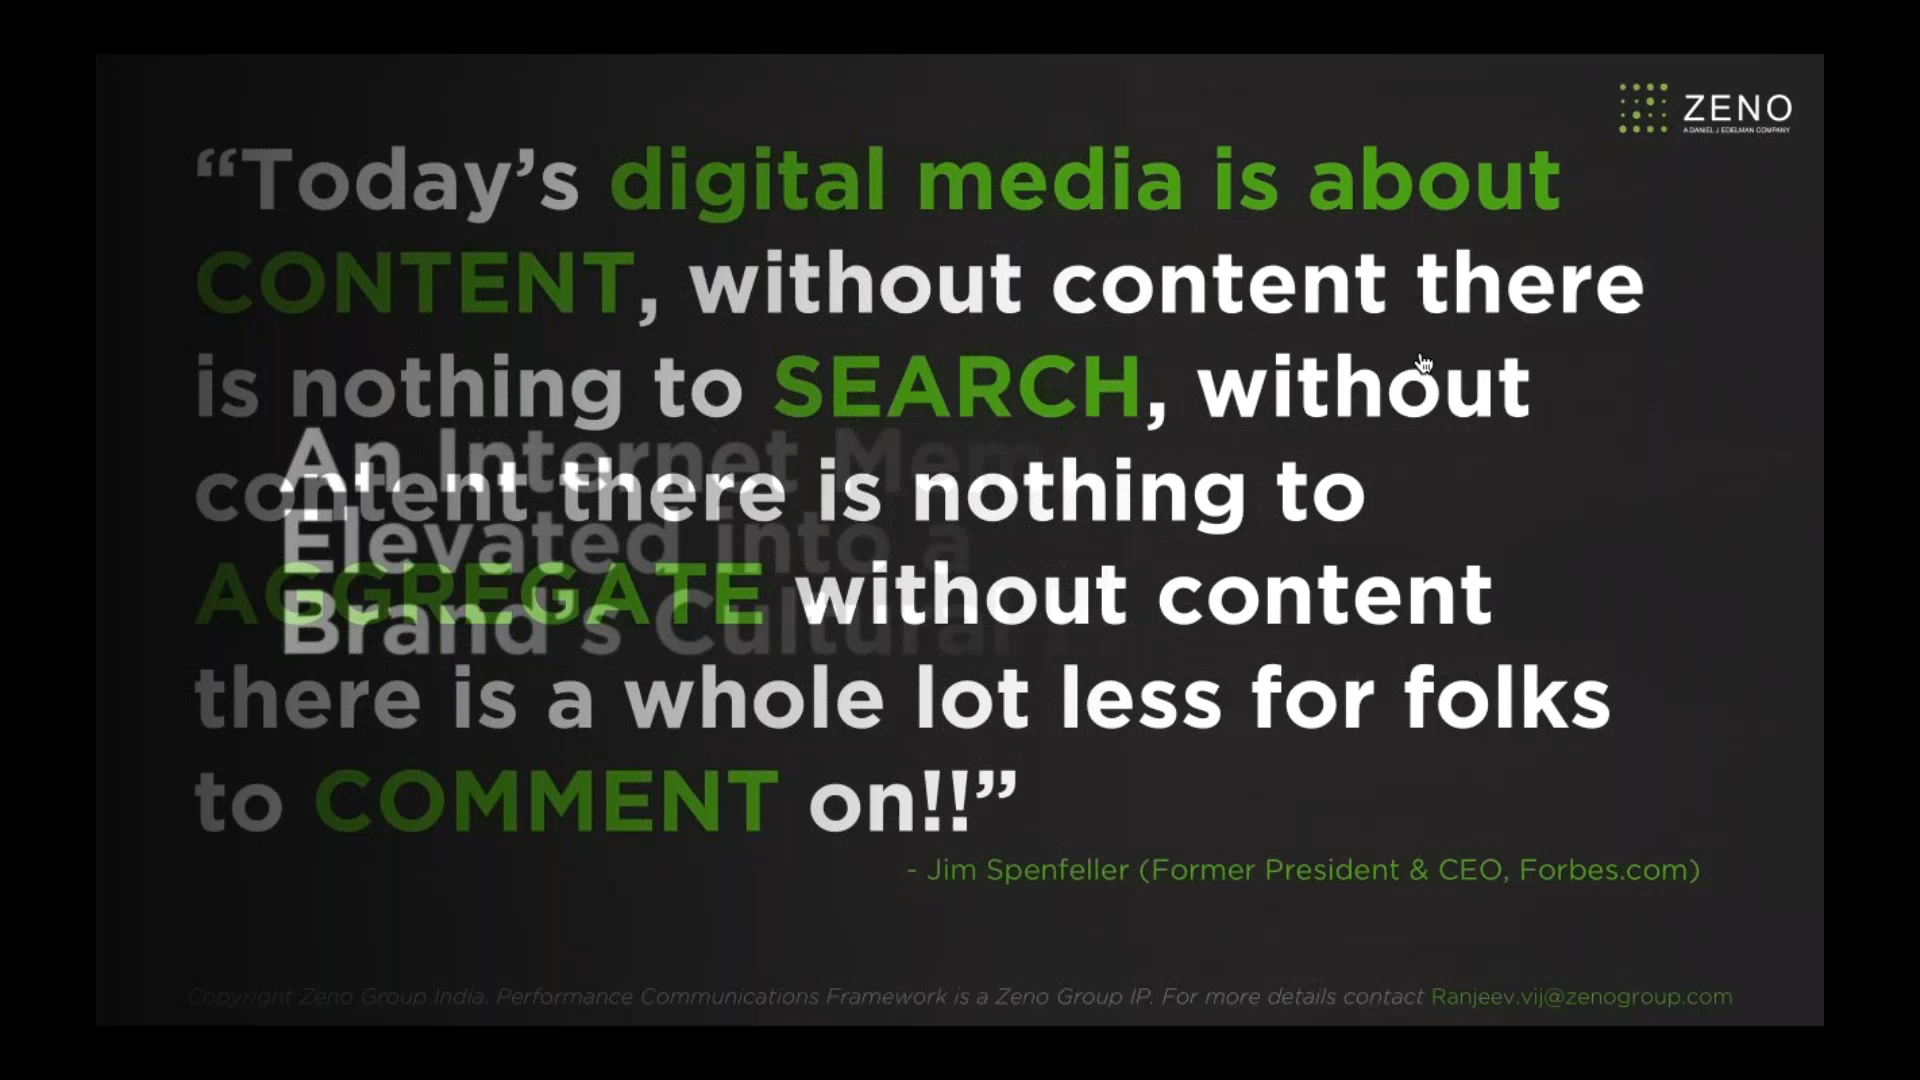 ZENO
A DANIEL J EDELMAN COMPANY
“Today’s digital media is about
CONTENT, without content there
is nothing to SEARCH, without
content there is nothing to
AGGREGATE without content
there is a whole lot less for folks
to COMMENT on!!”
An Internet
Elevated into a
Brand's Cultural
- Jim Spenfeller (Former President & CEO, Forbes.com)
Copyright Zeno Group India. Performance Communications Framework is a Zeno Group IP. For more details contact Ranjeev.vij@zenogroup.com